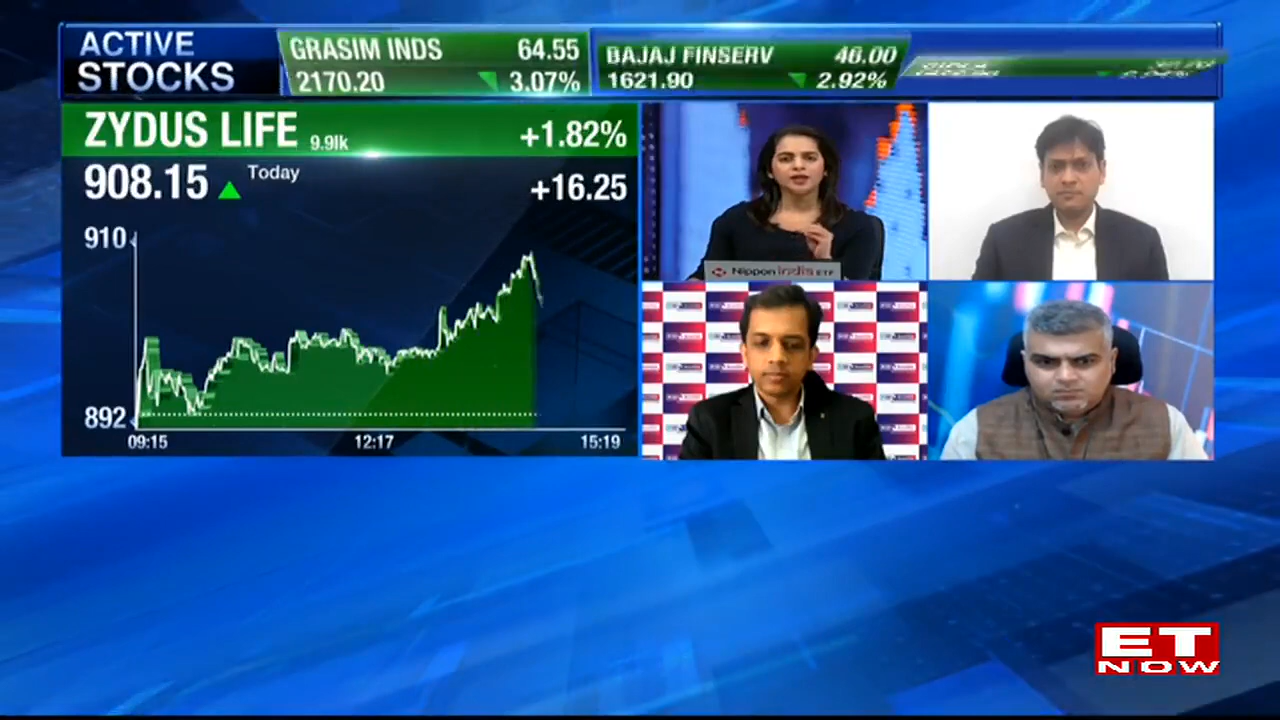 ACTIVE
STOCKS
GRASIM INDS 64.55
2170.20 3.07%
BAJAJ FINSERV 46.00
1621.90 2.92%
ZYDUS LIFE 9.9lk +1.82%
908.15 Today +16.25
910
892
09:15 12:17 15:19
Nippon india ETF
ET
NOW